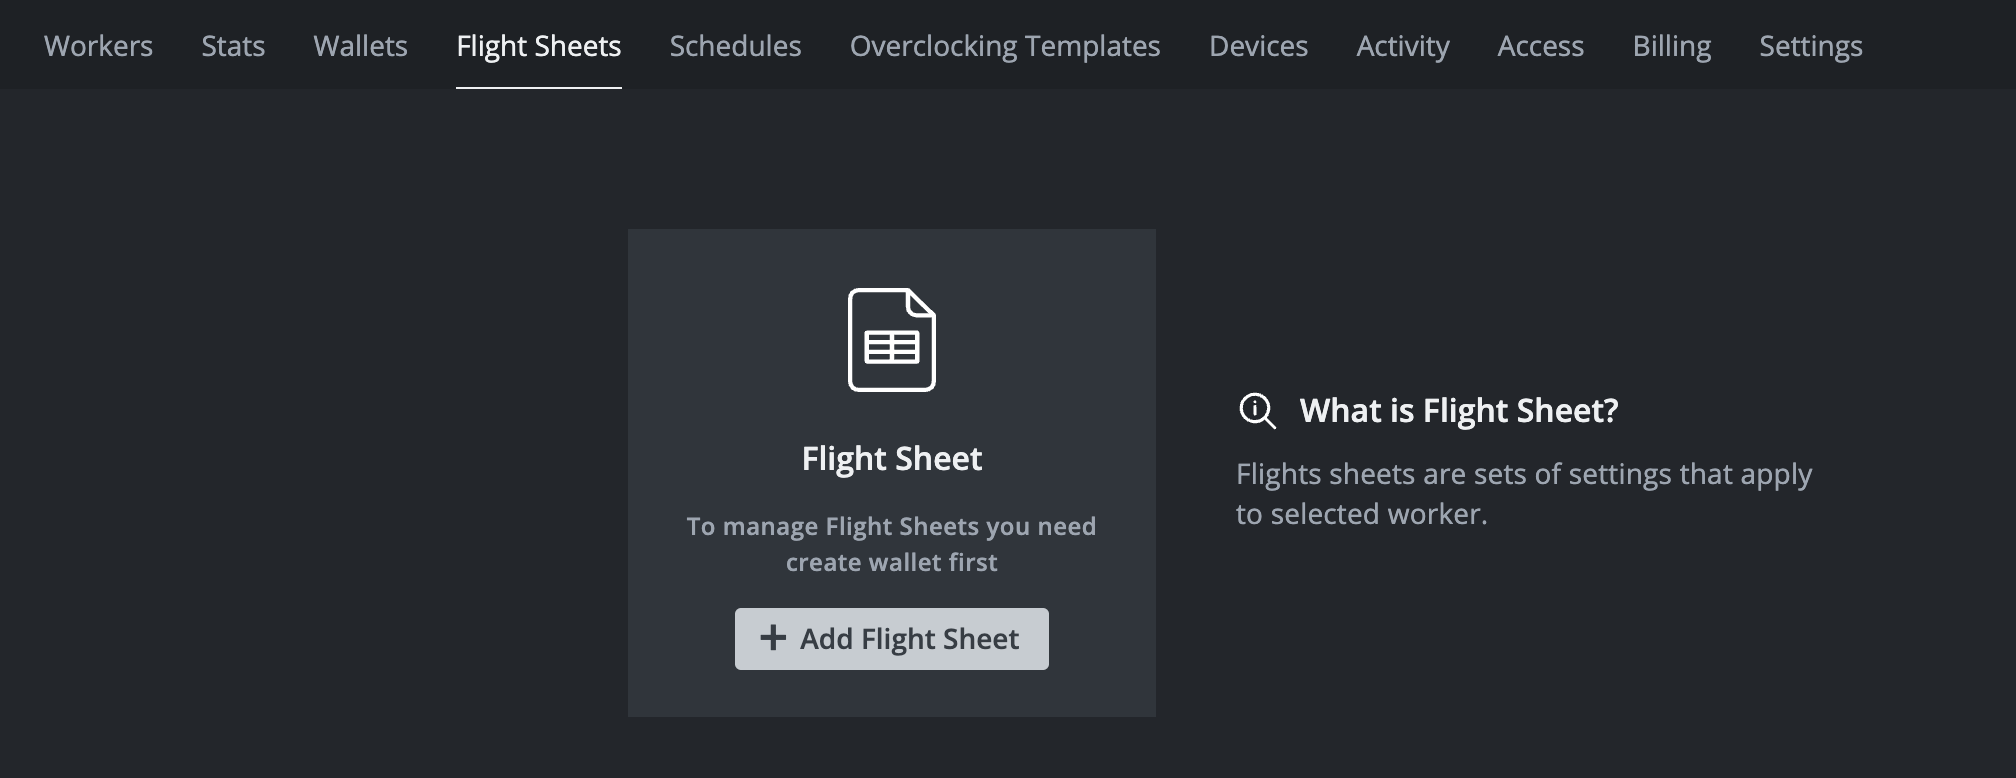 Workers Stats Wallets Flight Sheets Schedules Overclocking Templates Devices Activity Access Billing Settings
Flight Sheet
To manage Flight Sheets you need
create wallet first
+ Add Flight Sheet
What is Flight Sheet?
Flights sheets are sets of settings that apply
to selected worker.